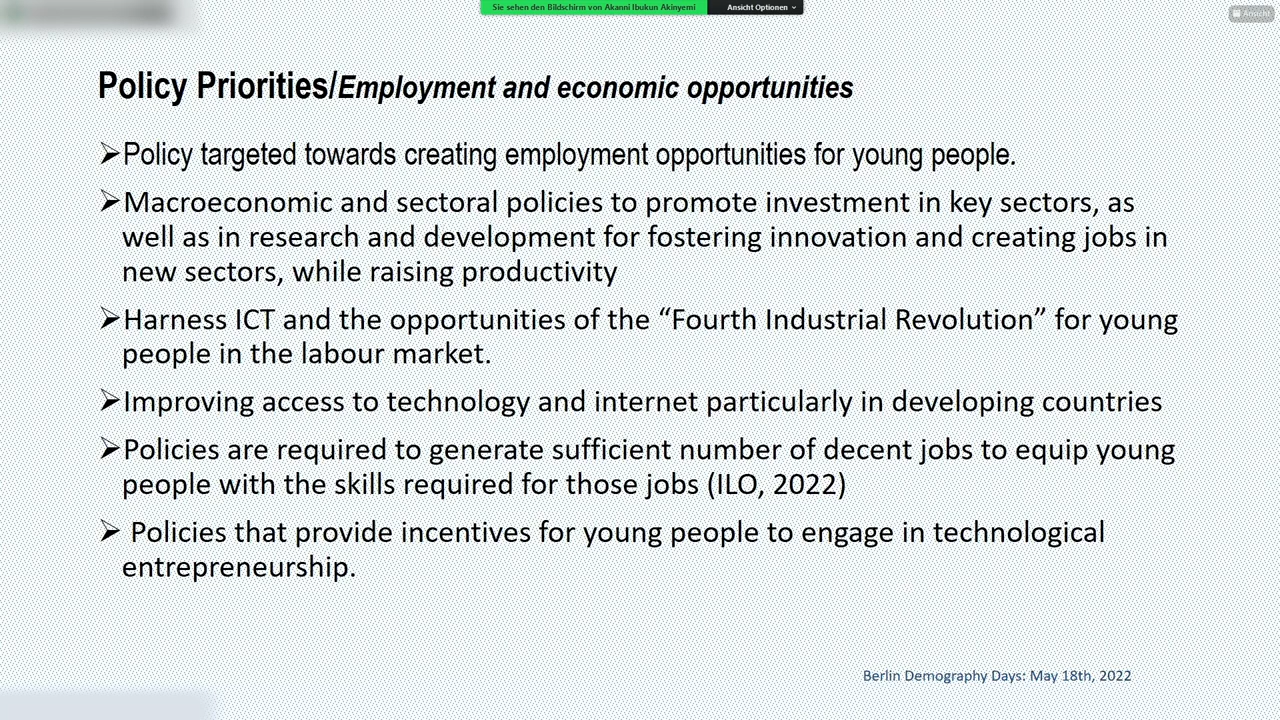 Sie sehen den Bildschirm von Akanni Ibukun Akinyemi Ansicht Optionen
Ansicht
Policy Priorities/Employment and economic opportunities
➢Policy targeted towards creating employment opportunities for young people.
➢Macroeconomic and sectoral policies to promote investment in key sectors, as
well as in research and development for fostering innovation and creating jobs in
new sectors, while raising productivity
➢Harness ICT and the opportunities of the “Fourth Industrial Revolution” for young
people in the labour market.
➢Improving access to technology and internet particularly in developing countries
➢Policies are required to generate sufficient number of decent jobs to equip young
people with the skills required for those jobs (ILO, 2022)
➢ Policies that provide incentives for young people to engage in technological
entrepreneurship.
Berlin Demography Days: May 18th, 2022